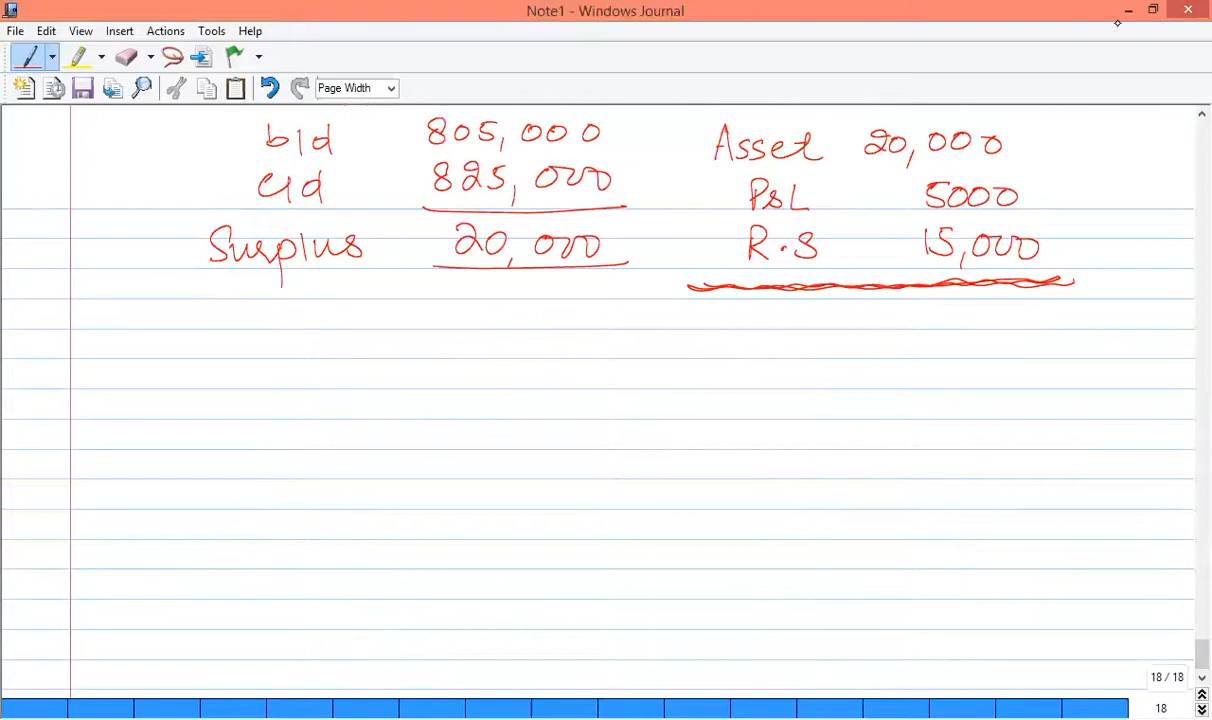 Note1 - Windows Journal
File Edit View Insert Actions Tools Help
Page Width
b/d 805,000
c/d 825,000
Surplus 20,000
Asset 20,000
P&L 5000
R.S 15,000
18 / 18
18